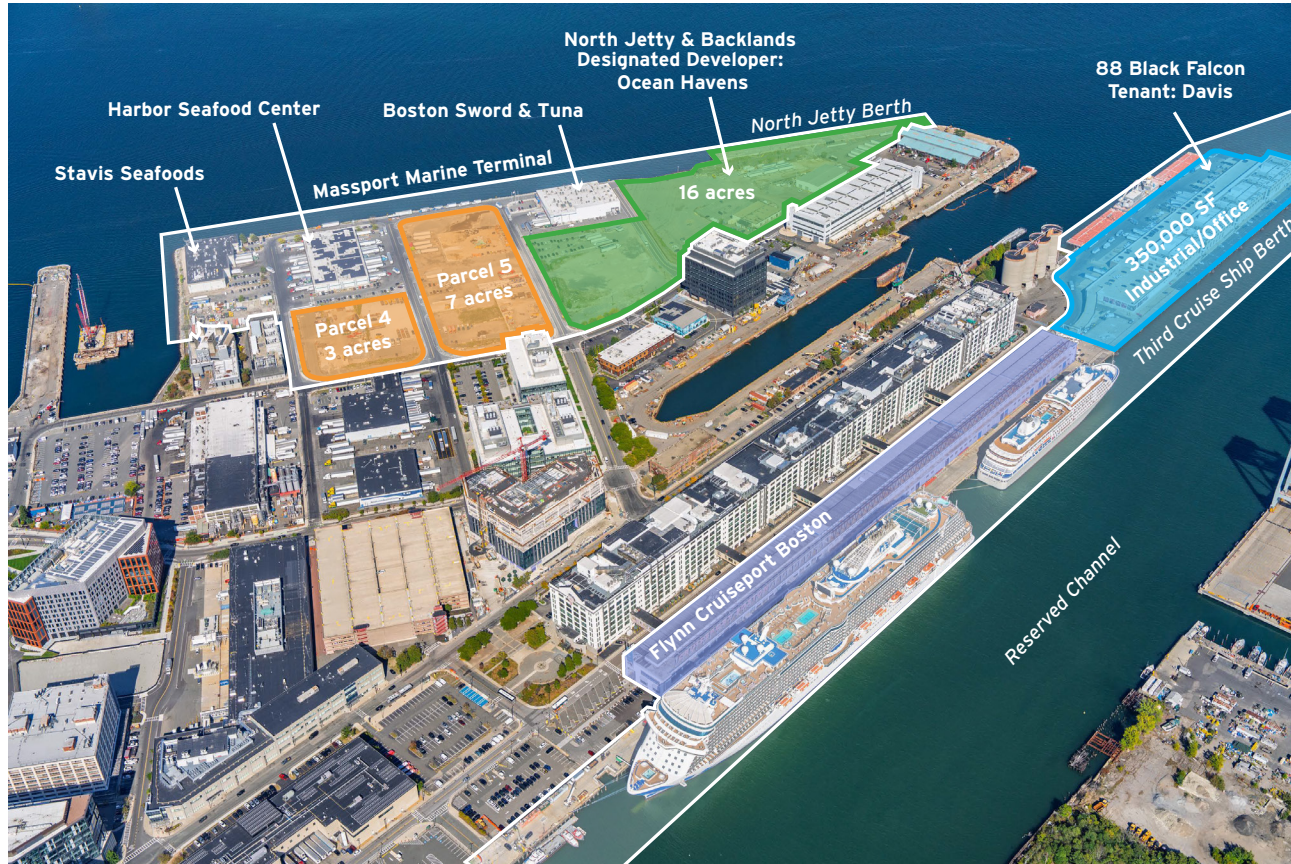 North Jetty & Backlands
Designated Developer:
Ocean Havens
88 Black Falcon
Tenant: Davis
Harbor Seafood Center
Boston Sword & Tuna
North Jetty Berth
Stavis Seafoods
Massport Marine Terminal
16 acres
350,000 SF
Industrial/Office
Parcel 5
7 acres
Parcel 4
3 acres
Third Cruise Ship Berth
Flynn Cruiseport Boston
Reserved Channel